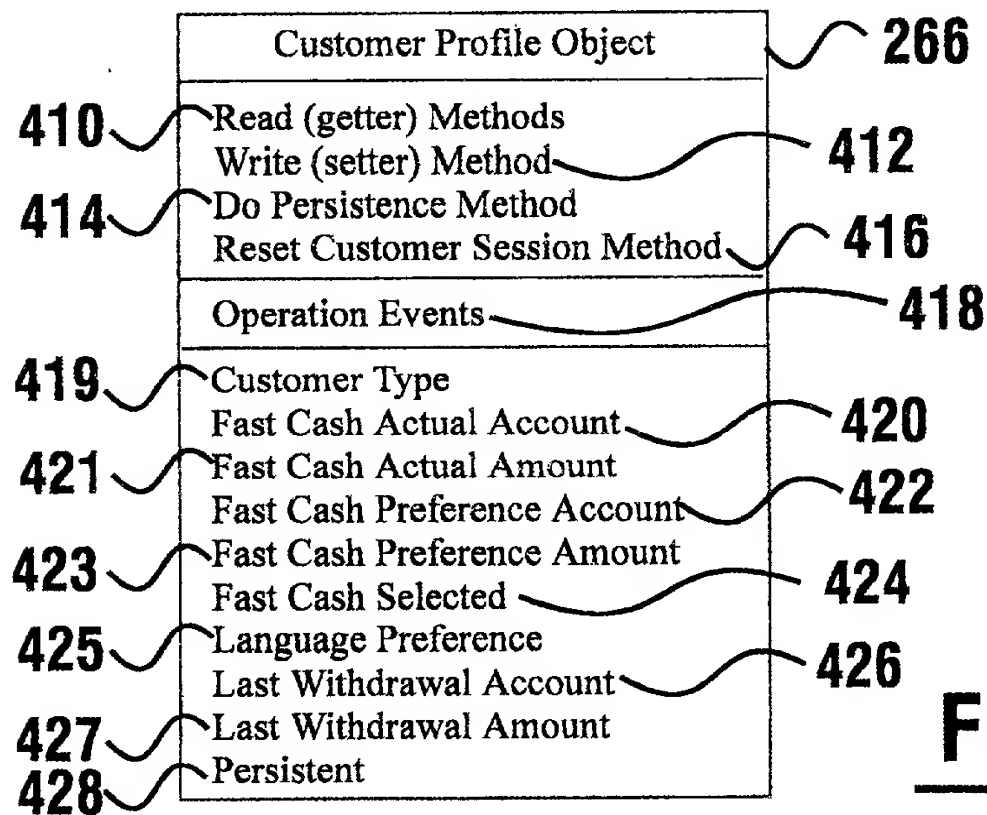 Customer Profile Object 266
410 Read (getter) Methods
Write (setter) Method 412
414 Do Persistence Method
Reset Customer Session Method 416
Operation Events 418
419 Customer Type
Fast Cash Actual Account 420
421 Fast Cash Actual Amount
Fast Cash Preference Account 422
423 Fast Cash Preference Amount
Fast Cash Selected 424
425 Language Preference
Last Withdrawal Account 426
427 Last Withdrawal Amount
428 Persistent
F